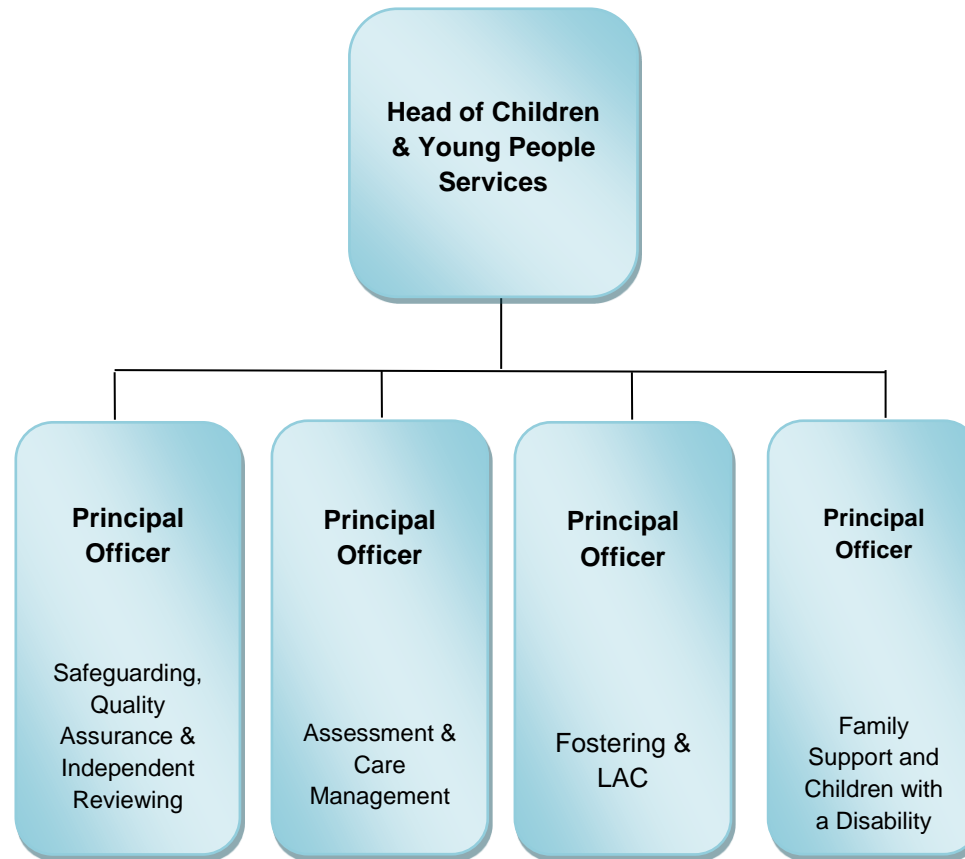 Head of Children
& Young People
Services
Principal
Officer
Safeguarding,
Quality
Assurance &
Independent
Reviewing
Principal
Officer
Assessment &
Care
Management
Principal
Officer
Fostering &
LAC
Principal
Officer
Family
Support and
Children with
a Disability